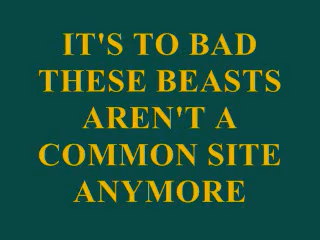 IT'S TO BAD
THESE BEASTS
AREN'T A
COMMON SITE
ANYMORE